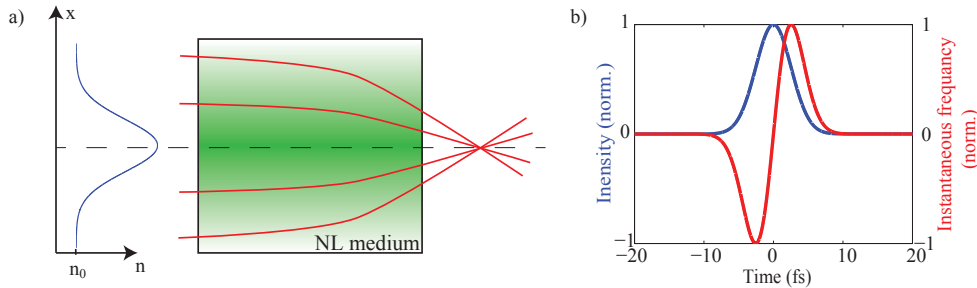 a)
x
n₀
n
NL medium
b)
Inensity (norm.)
1
0
−1
−20
−10
0
10
20
Time (fs)
1
0
−1
Instantaneous frequancy
(norm.)